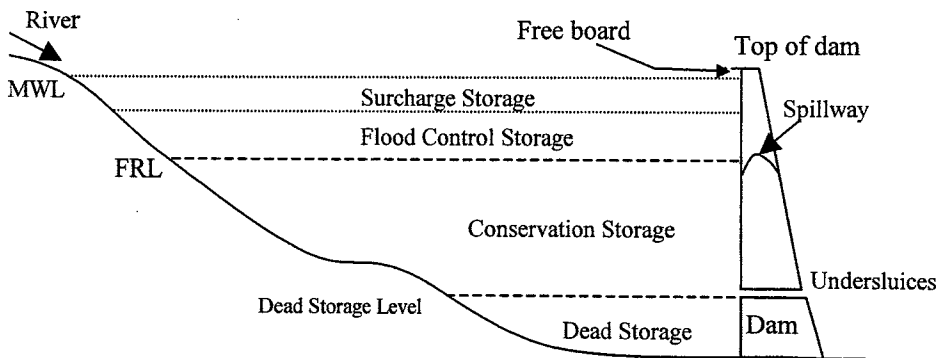 River
Free board
Top of dam
MWL
Surcharge Storage
Spillway
Flood Control Storage
FRL
Conservation Storage
Undersluices
Dead Storage Level
Dead Storage
Dam